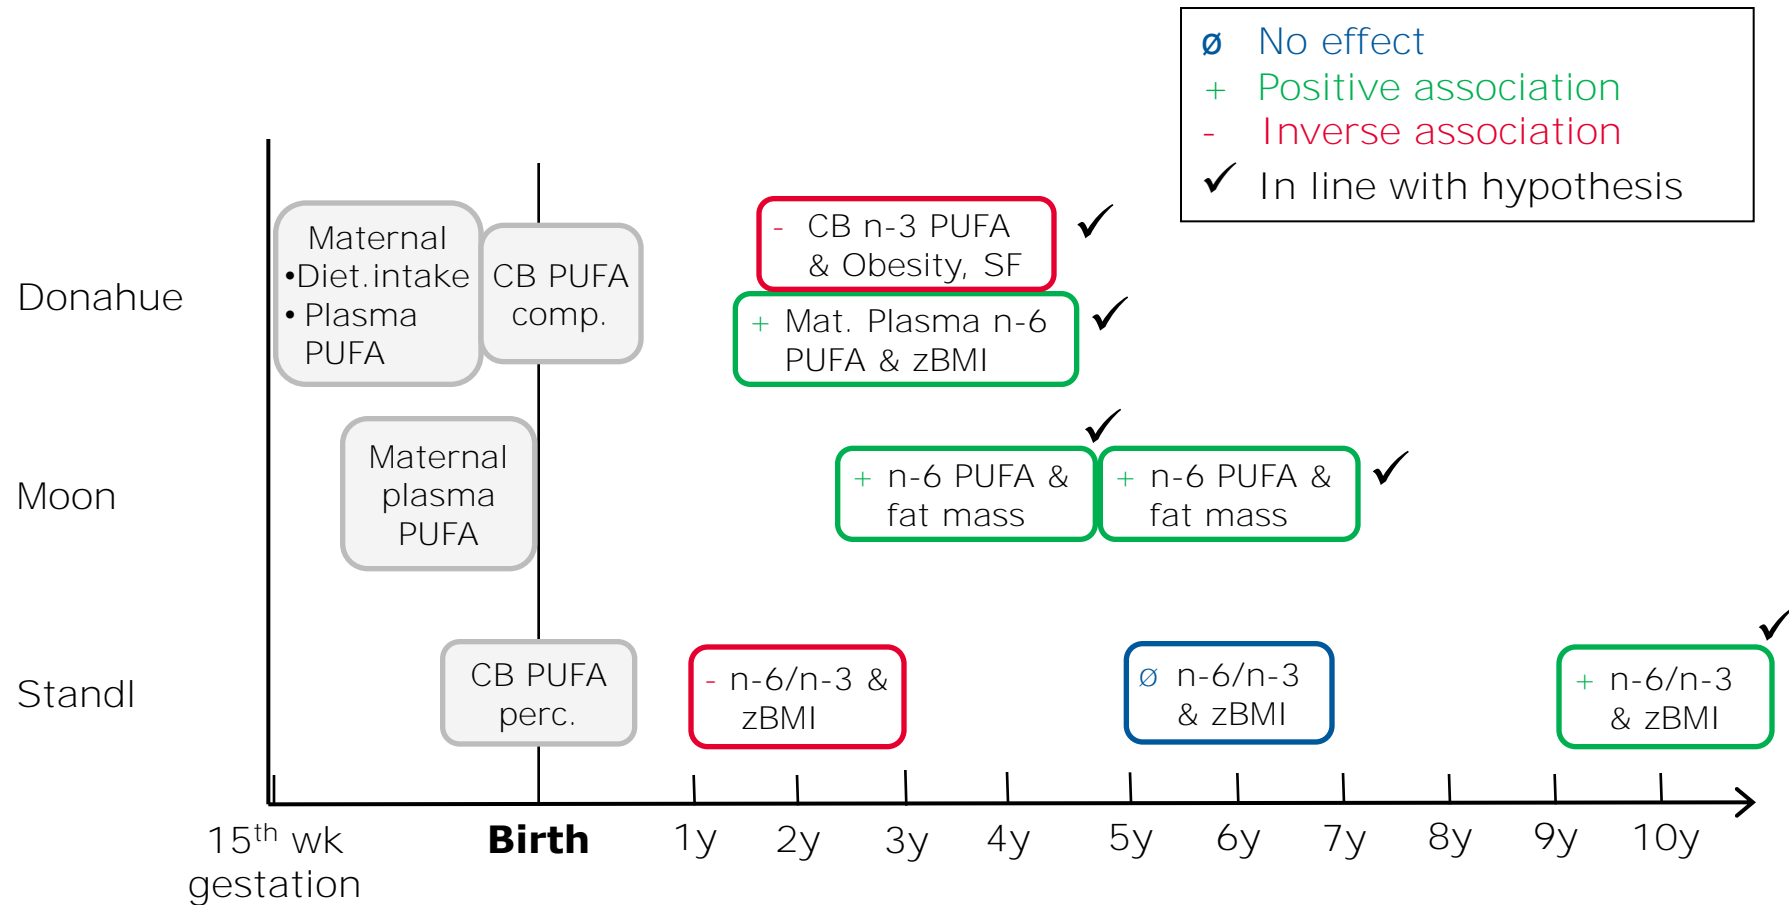 ø No effect
+ Positive association
- Inverse association
✓ In line with hypothesis
Donahue
Maternal
•Diet.intake
• Plasma
PUFA
CB PUFA
comp.
- CB n-3 PUFA
& Obesity, SF
✓
+ Mat. Plasma n-6
PUFA & zBMI
✓
Moon
Maternal
plasma
PUFA
+ n-6 PUFA &
fat mass
✓
+ n-6 PUFA &
fat mass
✓
Standl
CB PUFA
perc.
- n-6/n-3 &
zBMI
ø n-6/n-3
& zBMI
+ n-6/n-3
& zBMI
✓
15th wk
gestation
Birth
1y
2y
3y
4y
5y
6y
7y
8y
9y
10y